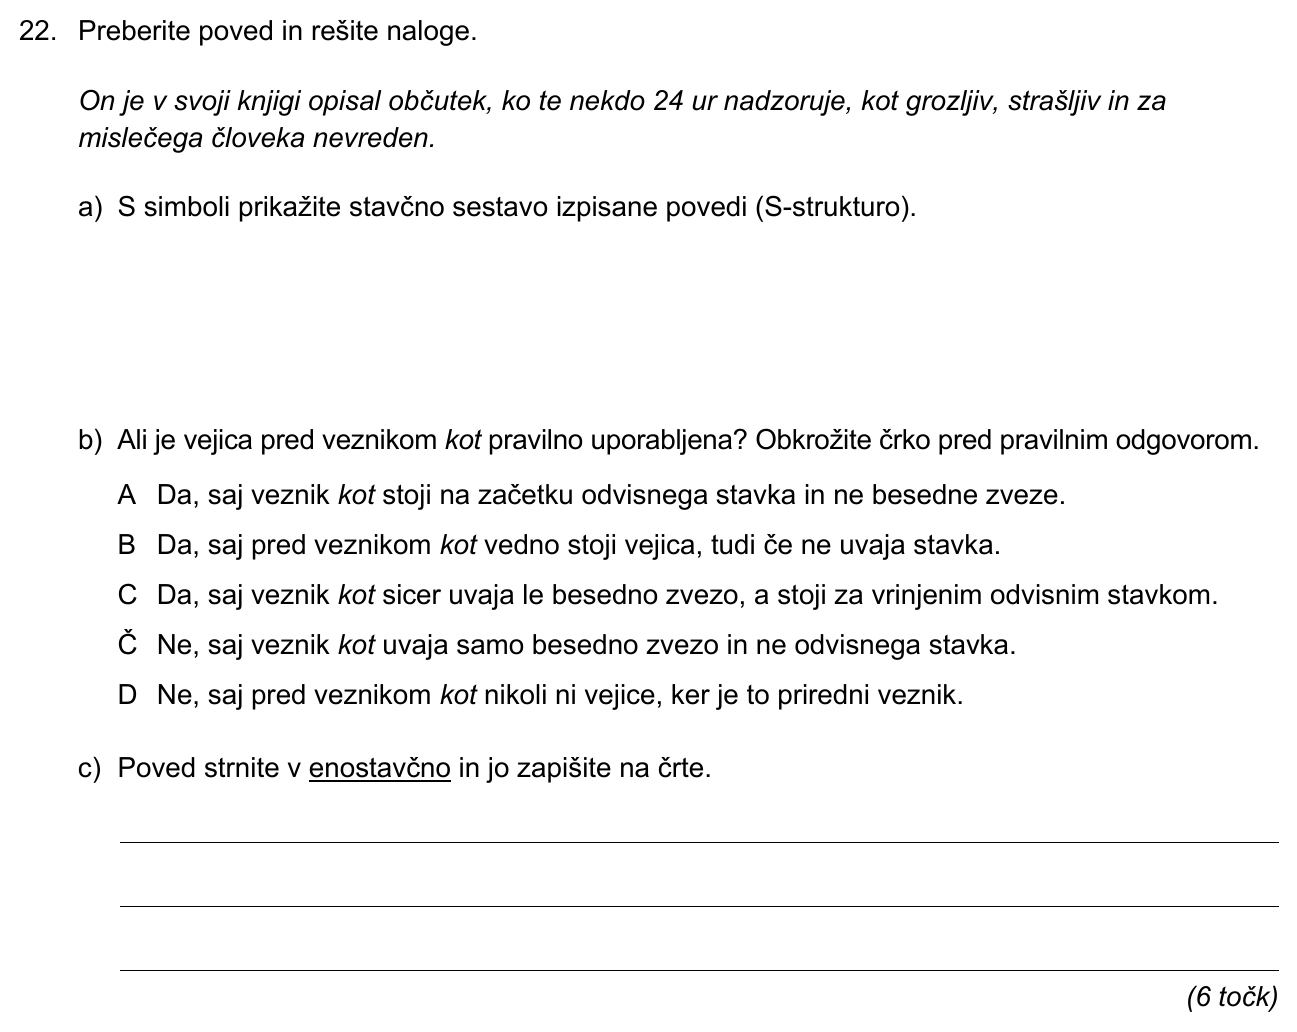 22. Preberite poved in rešite naloge.
On je v svoji knjigi opisal občutek, ko te nekdo 24 ur nadzoruje, kot grozljiv, strašljiv in za
mislečega človeka nevreden.
a) S simboli prikažite stavčno sestavo izpisane povedi (S-strukturo).
b) Ali je vejica pred veznikom kot pravilno uporabljena? Obkrožite črko pred pravilnim odgovorom.
A Da, saj veznik kot stoji na začetku odvisnega stavka in ne besedne zveze.
B Da, saj pred veznikom kot vedno stoji vejica, tudi če ne uvaja stavka.
C Da, saj veznik kot sicer uvaja le besedno zvezo, a stoji za vrinjenim odvisnim stavkom.
Č Ne, saj veznik kot uvaja samo besedno zvezo in ne odvisnega stavka.
D Ne, saj pred veznikom kot nikoli ni vejice, ker je to priredni veznik.
c) Poved strnite v enostavčno in jo zapišite na črte.
(6 točk)